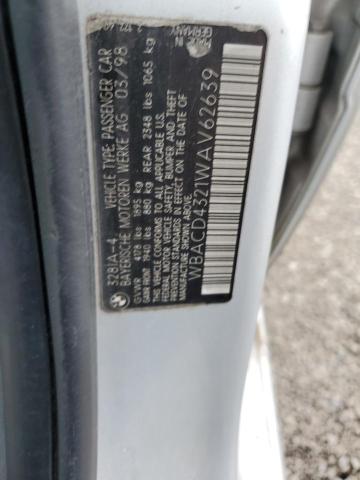 328IA-4 VEHICLE TYPE: PASSENGER CAR
BAYERISCHE MOTOREN WERKE AG 03/98
GVWR 4178 lbs 1895 kg
GAWR FRONT 1940 lbs 880 kg REAR 2348 lbs 1065 kg
THIS VEHICLE CONFORMS TO ALL APPLICABLE U.S.
FEDERAL MOTOR VEHICLE SAFETY, BUMPER AND THEFT
PREVENTION STANDARDS IN EFFECT ON THE DATE OF
MANUFACTURE SHOWN ABOVE.
WBACD4321WAV62639
GERMANY